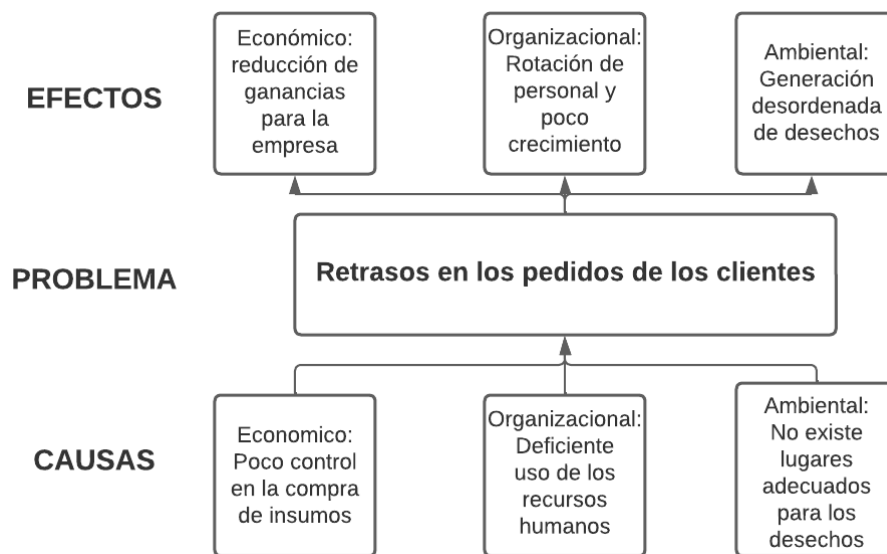 EFECTOS
Económico:
reducción de
ganancias
para la
empresa
Organizacional:
Rotación de
personal y
poco
crecimiento
Ambiental:
Generación
desordenada
de desechos
PROBLEMA
Retrasos en los pedidos de los clientes
CAUSAS
Economico:
Poco control
en la compra
de insumos
Organizacional:
Deficiente
uso de los
recursos
humanos
Ambiental:
No existe
lugares
adecuados
para los
desechos